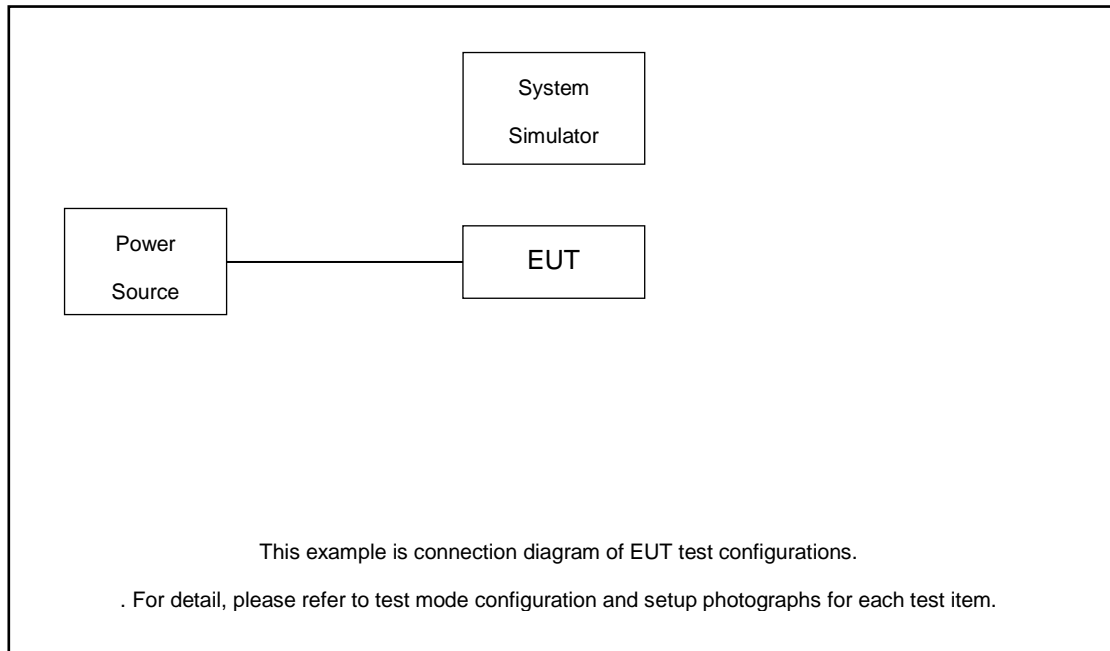 System
Simulator
Power
Source
EUT
This example is connection diagram of EUT test configurations.
. For detail, please refer to test mode configuration and setup photographs for each test item.